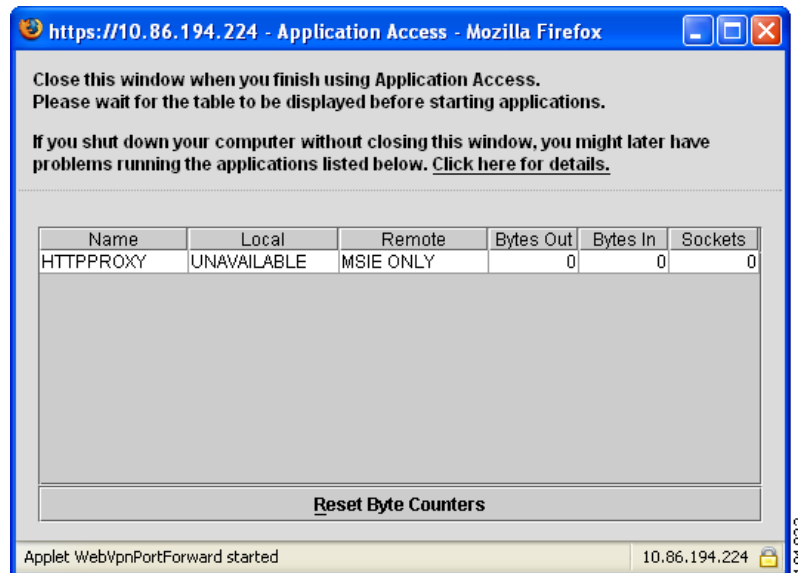 https://10.86.194.224 - Application Access - Mozilla Firefox
Close this window when you finish using Application Access.
Please wait for the table to be displayed before starting applications.
If you shut down your computer without closing this window, you might later have
problems running the applications listed below. Click here for details.
Name Local Remote Bytes Out Bytes In Sockets
HTTPPROXY UNAVAILABLE MSIE ONLY 0 0 0
Reset Byte Counters
Applet WebVpnPortForward started 10.86.194.224